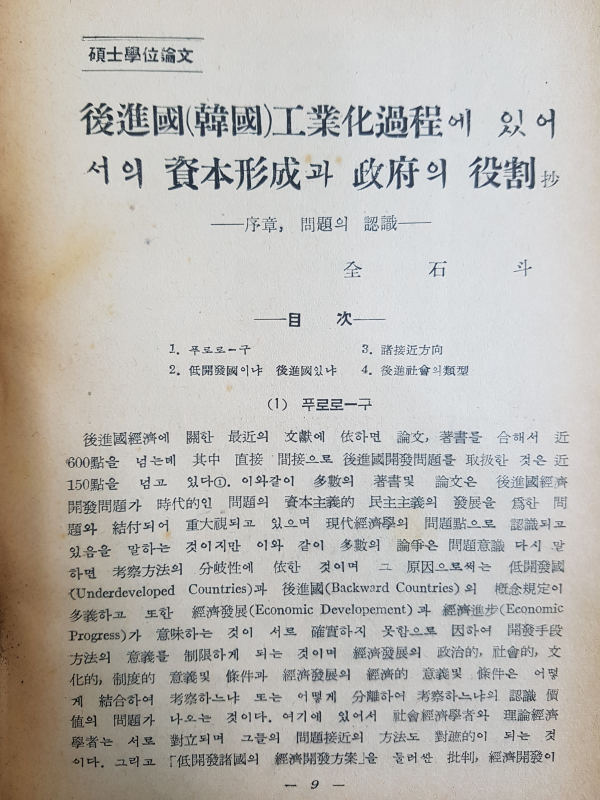 碩士學位論文
後進國(韓國)工業化過程에 있어
서의 資本形成과 政府의 役割抄
——序章, 問題의 認識——
全 石 斗
——目 次——
1. 푸로로ー구
3. 諸接近方向
2. 低開發國이냐 後進國있냐
4. 後進社會의類型
(1) 푸로로ー구
後進國經濟에 關한 最近의 文獻에 依하면 論文, 著書를 合해서 近
600點을 넘는데 其中 直接 間接으로 後進國開發問題를 取扱한 것은 近
150點을 넘고 있다①. 이와같이 多數의 著書및 論文은 後進國經濟
開發問題가 時代的인 問題의 資本主義的 民主主義의 發展을 爲한 問
題와 結付되어 重大視되고 있으며 現代經濟學의 問題點으로 認識되고
있음을 말하는 것이지만 이와 같이 多數의 論爭은 問題意識 다시 말
하면 考察方法의 分岐性에 依한 것이며 그 原因으로써는 低開發國
(Underdeveloped Countries)과 後進國(Backward Countries)의 槪念規定이
多義하고 또한 經濟發展(Economic Developement)과 經濟進步(Economic
Progress)가 意味하는 것이 서로 確實하지 못함으로 因하여 開發手段
方法의 意義를 制限하게 되는 것이며 經濟發展의 政治的, 社會的, 文
化的, 制度的 意義및 條件과 經濟發展의 經濟的 意義및 條件은 어떻
게 結合하여 考察하느냐 또는 어떻게 分離하여 考察하느냐의 認識 價
値의 問題가 나오는 것이다. 여기에 있어서 社會經濟學者와 理論經濟
學者는 서로 對立되며 그들의 問題接近의 方法도 對蹠的이 되는 것
이다. 그리고 「低開發諸國의 經濟開發方案」을 둘러싼 批判, 經濟開發이
— 9 —